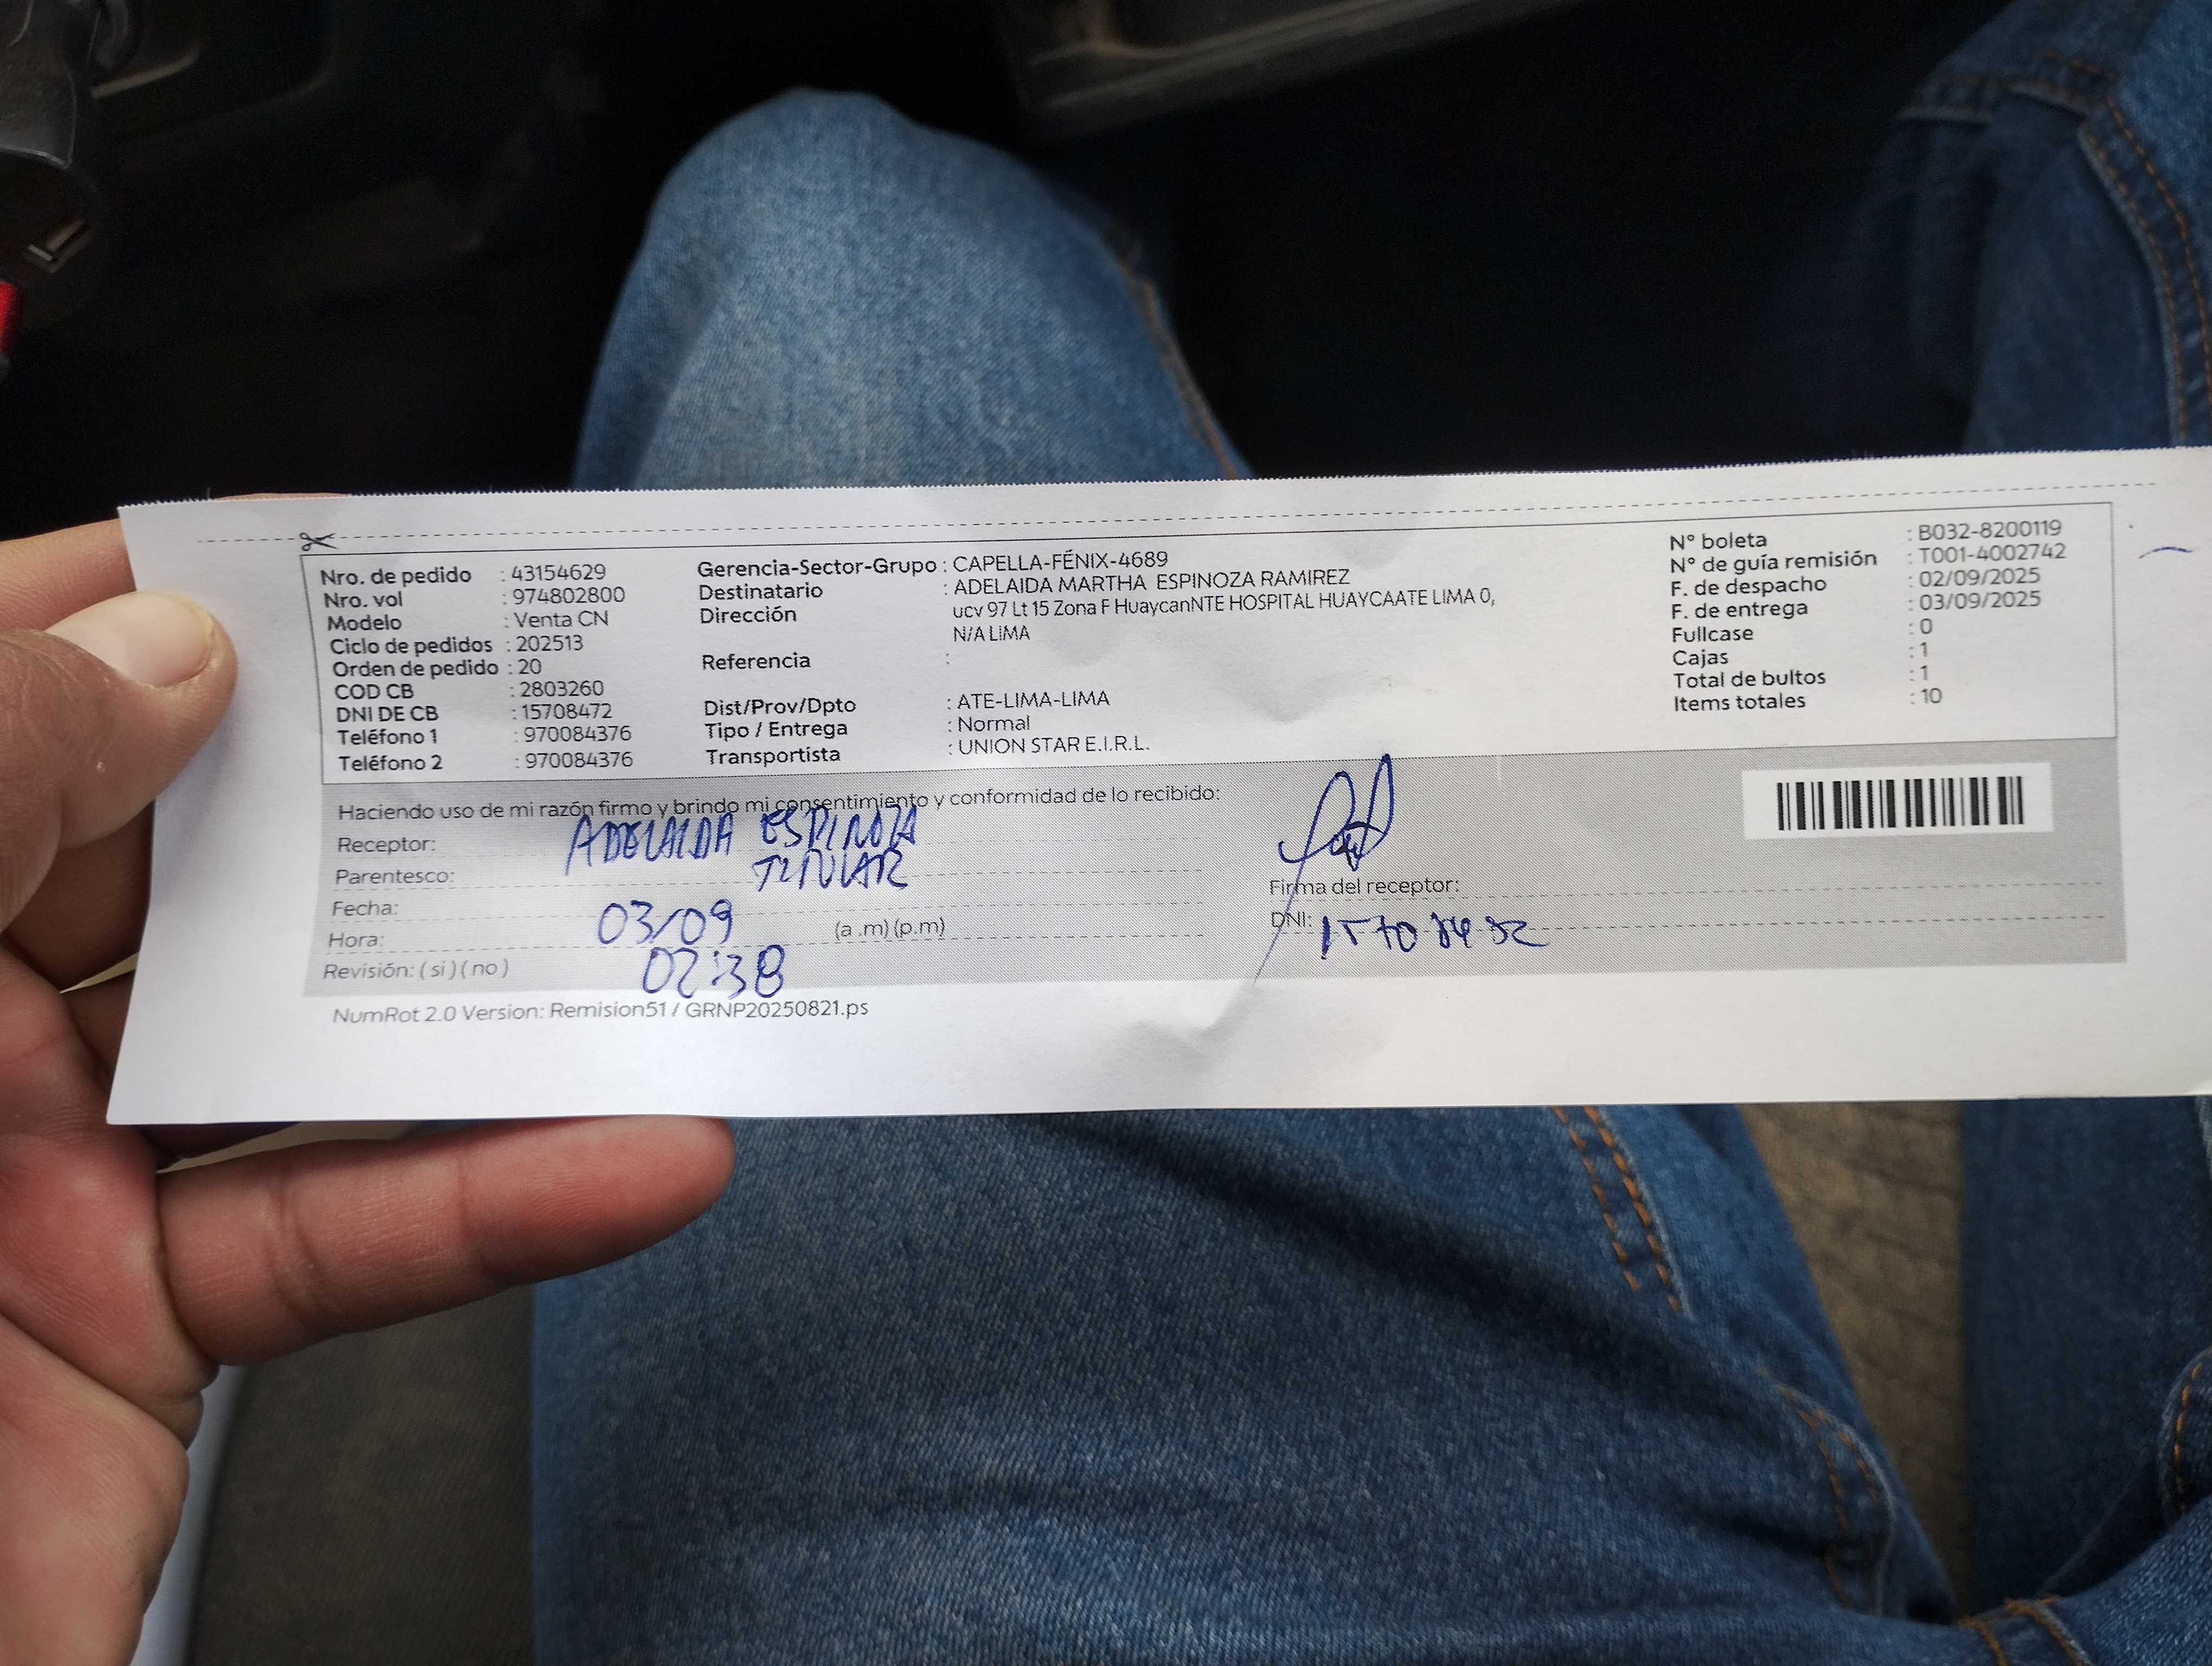 Nro. de pedido : 43154629
Nro. vol : 974802800
Modelo : Venta CN
Ciclo de pedidos : 202513
Orden de pedido : 20
COD CB : 2803260
DNI DE CB : 15708472
Teléfono 1 : 970084376
Teléfono 2 : 970084376
Gerencia-Sector-Grupo : CAPELLA-FÉNIX-4689
Destinatario : ADELAIDA MARTHA ESPINOZA RAMIREZ
Dirección ucv 97 Lt 15 Zona F HuaycanNTE HOSPITAL HUAYCAATE LIMA 0,
N/A LIMA
Referencia :
Dist/Prov/Dpto : ATE-LIMA-LIMA
Tipo / Entrega : Normal
Transportista : UNION STAR E.I.R.L.
N° boleta : B032-8200119
N° de guía remisión : T001-4002742
F. de despacho : 02/09/2025
F. de entrega : 03/09/2025
Fullcase : 0
Cajas : 1
Total de bultos : 1
Items totales : 10
Haciendo uso de mi razón firmo y brindo mi consentimiento y conformidad de lo recibido:
Receptor: ADELAIDA ESPINOZA
Parentesco: TITULAR
Fecha: 03/09
Hora: 02:38 (a .m) (p.m)
Revisión: ( si ) ( no )
Firma del receptor:
DNI:
NumRot 2.0 Version: Remision51 / GRNP20250821.ps